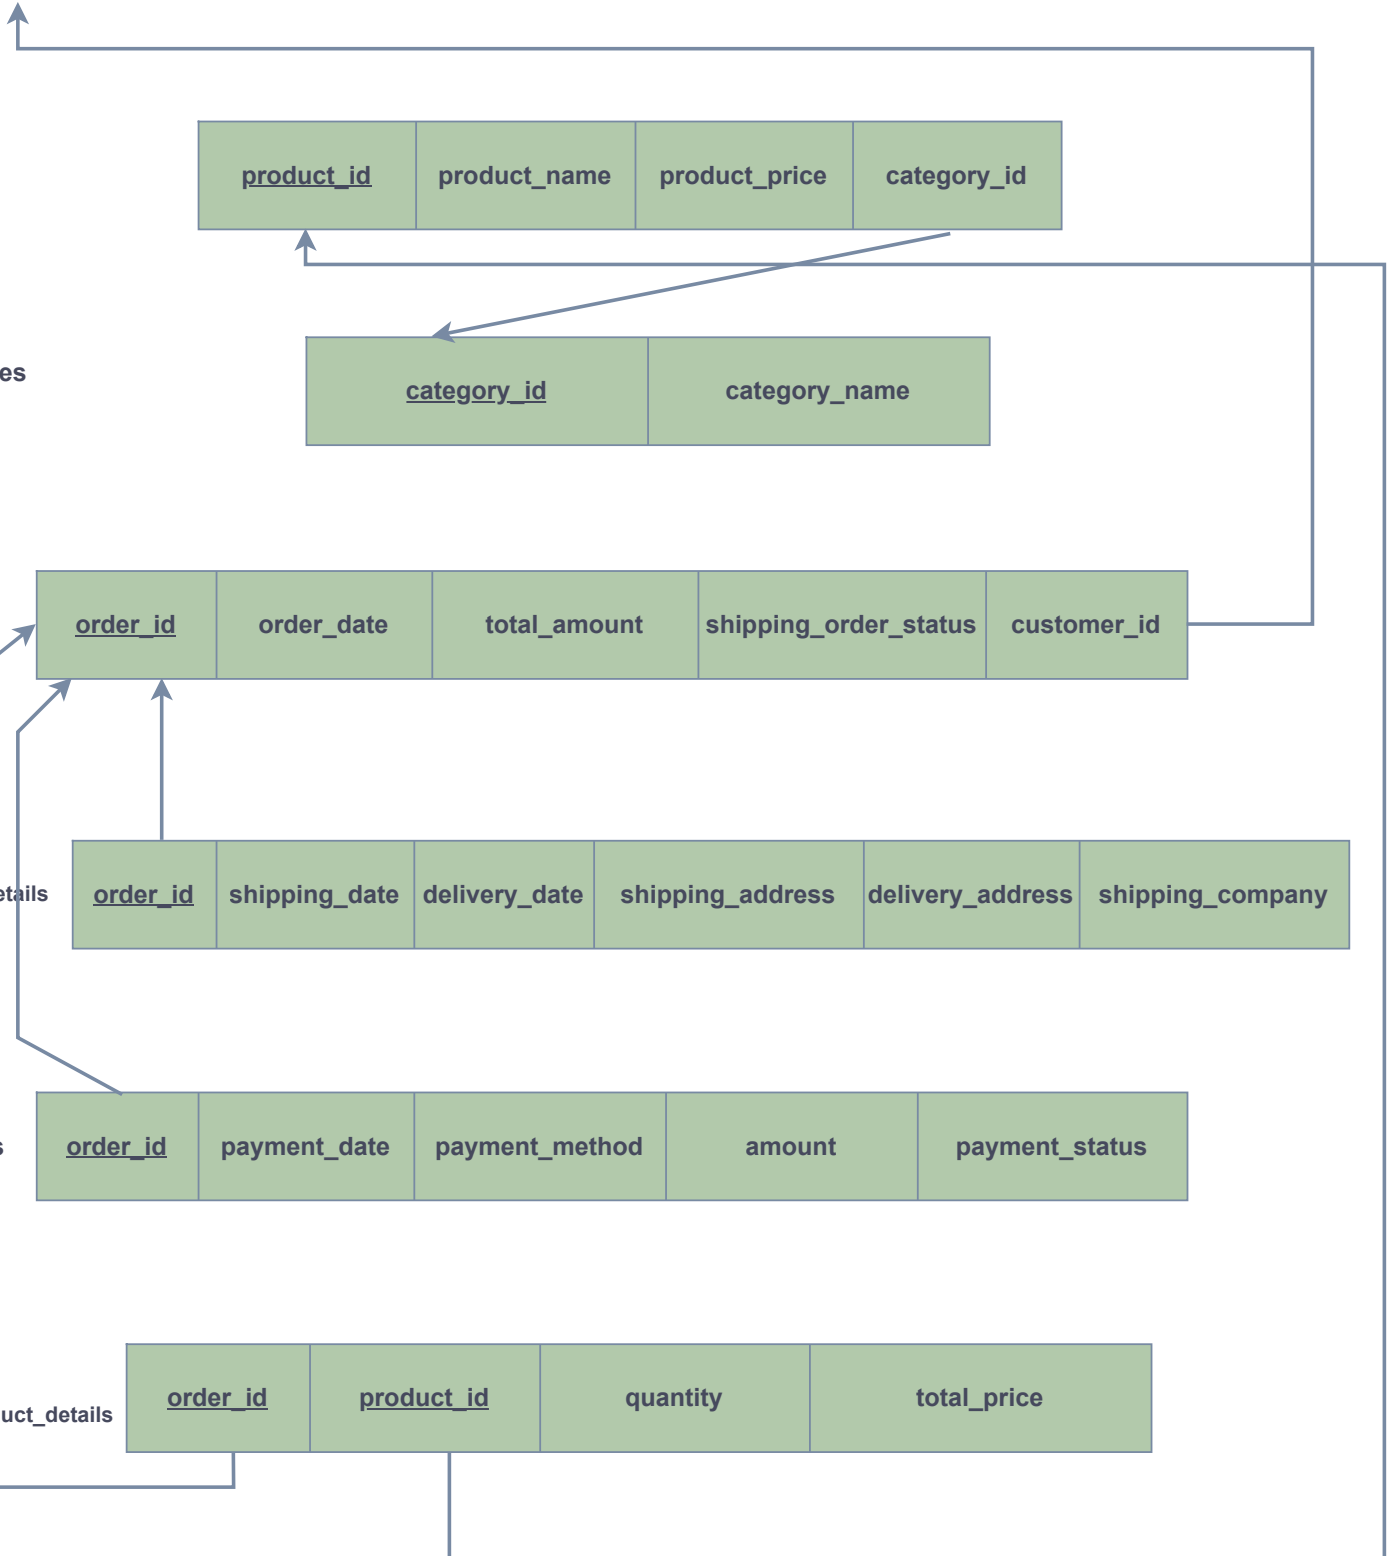 product_id product_name product_price category_id
es
category_id category_name
order_id order_date total_amount shipping_order_status customer_id
etails order_id shipping_date delivery_date shipping_address delivery_address shipping_company
s order_id payment_date payment_method amount payment_status
order_id product_id quantity total_price
uct_details